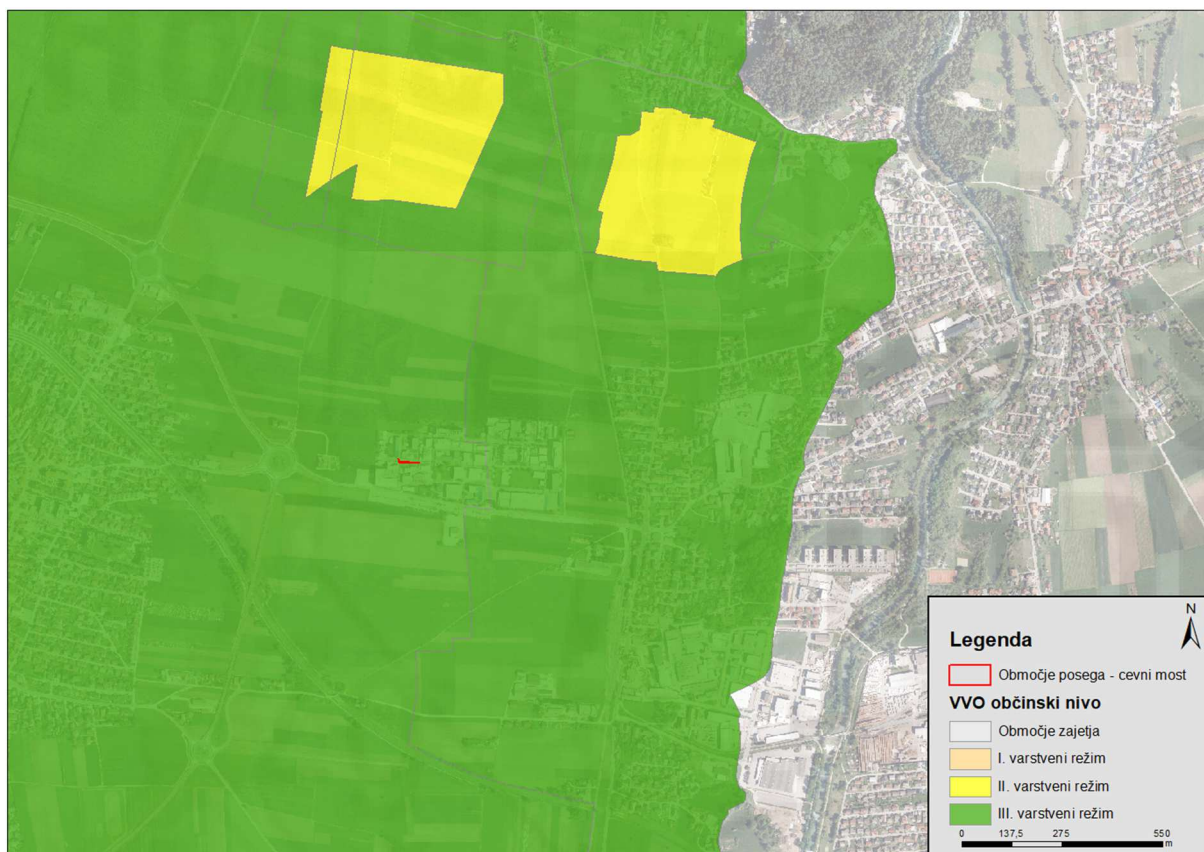 N
Legenda
Območje posega - cevni most
VVO občinski nivo
Območje zajetja
I. varstveni režim
II. varstveni režim
III. varstveni režim
0 137,5 275 550
m